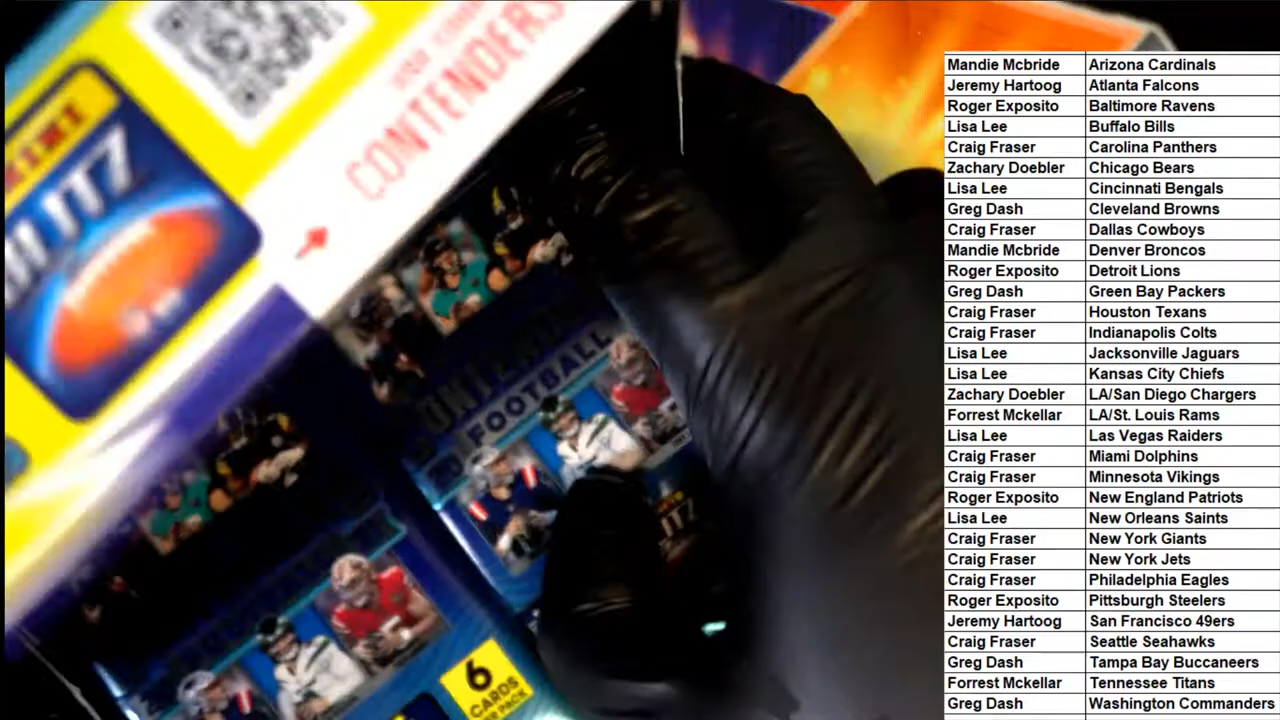 PANINI
BLITZ
CONTENDERS
FOOTBALL
6
CARDS
PER PACK
Mandie Mcbride Arizona Cardinals
Jeremy Hartoog Atlanta Falcons
Roger Exposito Baltimore Ravens
Lisa Lee Buffalo Bills
Craig Fraser Carolina Panthers
Zachary Doebler Chicago Bears
Lisa Lee Cincinnati Bengals
Greg Dash Cleveland Browns
Craig Fraser Dallas Cowboys
Mandie Mcbride Denver Broncos
Roger Exposito Detroit Lions
Greg Dash Green Bay Packers
Craig Fraser Houston Texans
Craig Fraser Indianapolis Colts
Lisa Lee Jacksonville Jaguars
Lisa Lee Kansas City Chiefs
Zachary Doebler LA/San Diego Chargers
Forrest Mckellar LA/St. Louis Rams
Lisa Lee Las Vegas Raiders
Craig Fraser Miami Dolphins
Craig Fraser Minnesota Vikings
Roger Exposito New England Patriots
Lisa Lee New Orleans Saints
Craig Fraser New York Giants
Craig Fraser New York Jets
Craig Fraser Philadelphia Eagles
Roger Exposito Pittsburgh Steelers
Jeremy Hartoog San Francisco 49ers
Craig Fraser Seattle Seahawks
Greg Dash Tampa Bay Buccaneers
Forrest Mckellar Tennessee Titans
Greg Dash Washington Commanders